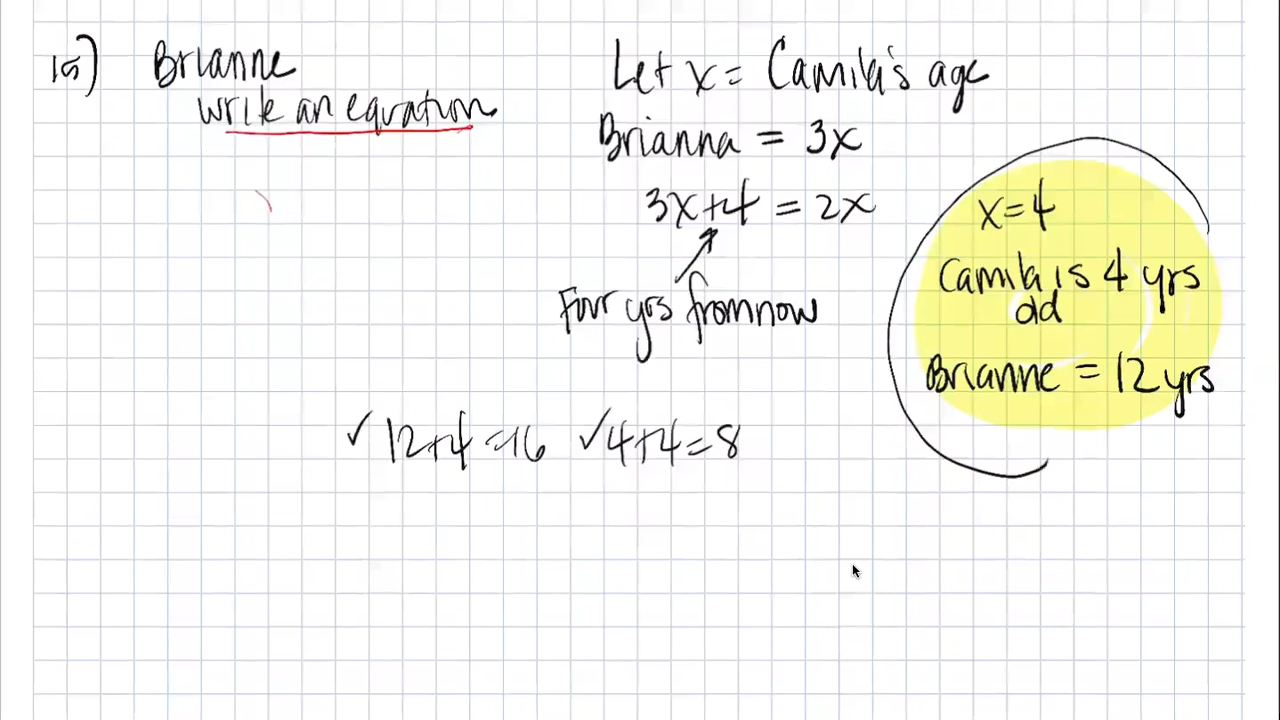 15) Brianne
write an equation
Let x = Camila's age
Brianna = 3x
3x+4 = 2x
Four yrs from now
x=4
Camila is 4 yrs
old
Brianne = 12 yrs
✓ 12+4=16 ✓ 4+4=8